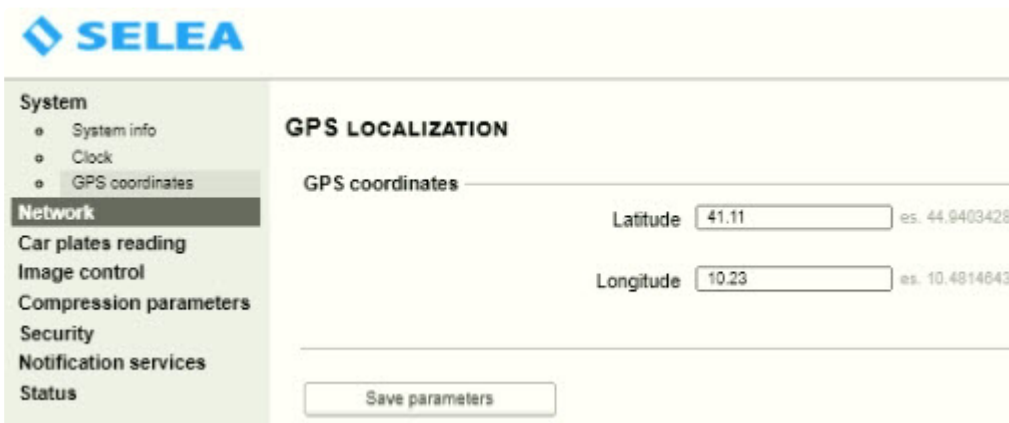 SELEA
System
System info
Clock
GPS coordinates
Network
Car plates reading
Image control
Compression parameters
Security
Notification services
Status
GPS LOCALIZATION
GPS coordinates
Latitude 41.11 es. 44.9403428
Longitude 10.23 es. 10.4814643
Save parameters